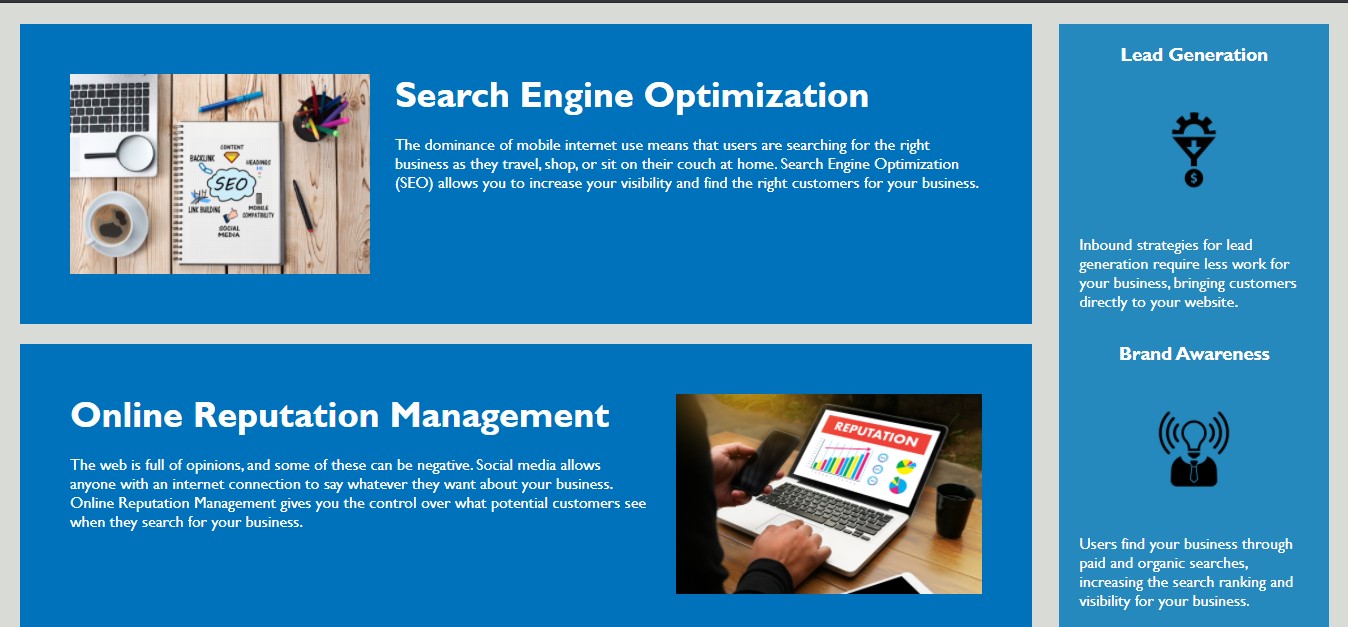 Search Engine Optimization
The dominance of mobile internet use means that users are searching for the right
business as they travel, shop, or sit on their couch at home. Search Engine Optimization
(SEO) allows you to increase your visibility and find the right customers for your business.
CONTENT
BACKLINK
HEADINGS
SEO
LINK BUILDING
MOBILE
COMPATIBILITY
SOCIAL
MEDIA
Online Reputation Management
The web is full of opinions, and some of these can be negative. Social media allows
anyone with an internet connection to say whatever they want about your business.
Online Reputation Management gives you the control over what potential customers see
when they search for your business.
REPUTATION
Lead Generation
$
Inbound strategies for lead
generation require less work for
your business, bringing customers
directly to your website.
Brand Awareness
Users find your business through
paid and organic searches,
increasing the search ranking and
visibility for your business.